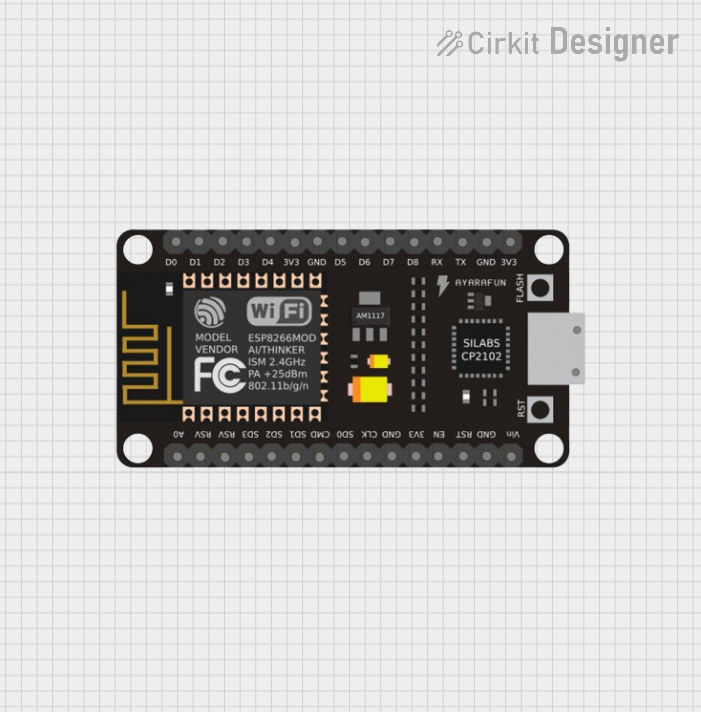 Cirkit Designer
D0 D1 D2 D3 D4 3V3 GND D5 D6 D7 D8 RX TX GND 3V3
AYARAFUN
FLASH
WiFi
MODEL
VENDOR
ESP8266MOD
AI/THINKER
ISM 2.4GHz
PA +25dBm
802.11b/g/n
FC
AM1117
SILABS
CP2102
RST
A0 RSV RSV SD3 SD2 SD1 CMD SD0 CLK GND 3V3 EN RST GND Vin